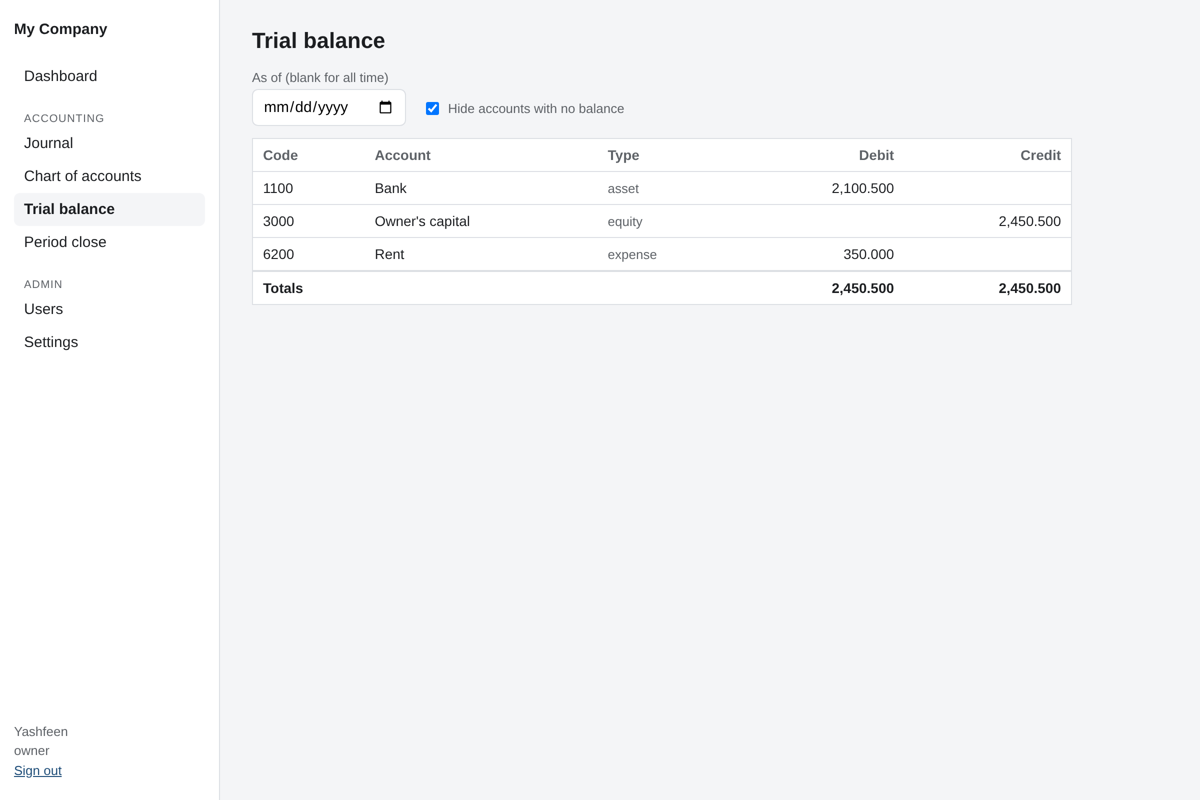 My Company
Dashboard
ACCOUNTING
Journal
Chart of accounts
Trial balance
Period close
ADMIN
Users
Settings
Yashfeen
owner
Sign out
Trial balance
As of (blank for all time)
mm/dd/yyyy
Hide accounts with no balance
Code Account Type Debit Credit
1100 Bank asset 2,100.500
3000 Owner's capital equity 2,450.500
6200 Rent expense 350.000
Totals 2,450.500 2,450.500